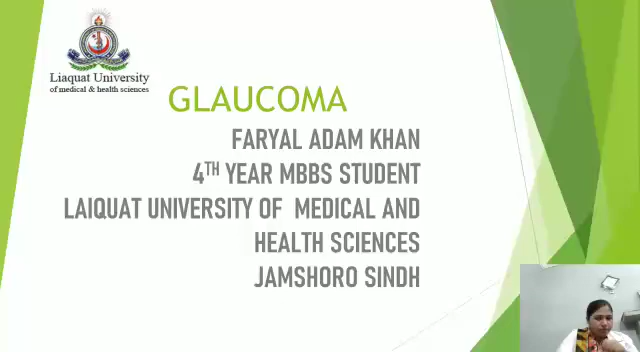 Liaquat University
of medical & health sciences
GLAUCOMA
FARYAL ADAM KHAN
4TH YEAR MBBS STUDENT
LAIQUAT UNIVERSITY OF MEDICAL AND
HEALTH SCIENCES
JAMSHORO SINDH